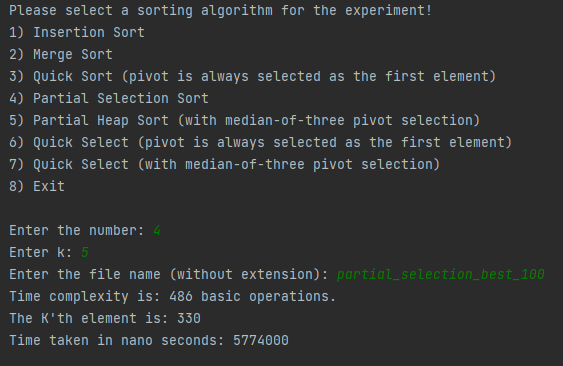 Please select a sorting algorithm for the experiment!
1) Insertion Sort
2) Merge Sort
3) Quick Sort (pivot is always selected as the first element)
4) Partial Selection Sort
5) Partial Heap Sort (with median-of-three pivot selection)
6) Quick Select (pivot is always selected as the first element)
7) Quick Select (with median-of-three pivot selection)
8) Exit
Enter the number: 4
Enter k: 5
Enter the file name (without extension): partial_selection_best_100
Time complexity is: 486 basic operations.
The K'th element is: 330
Time taken in nano seconds: 5774000